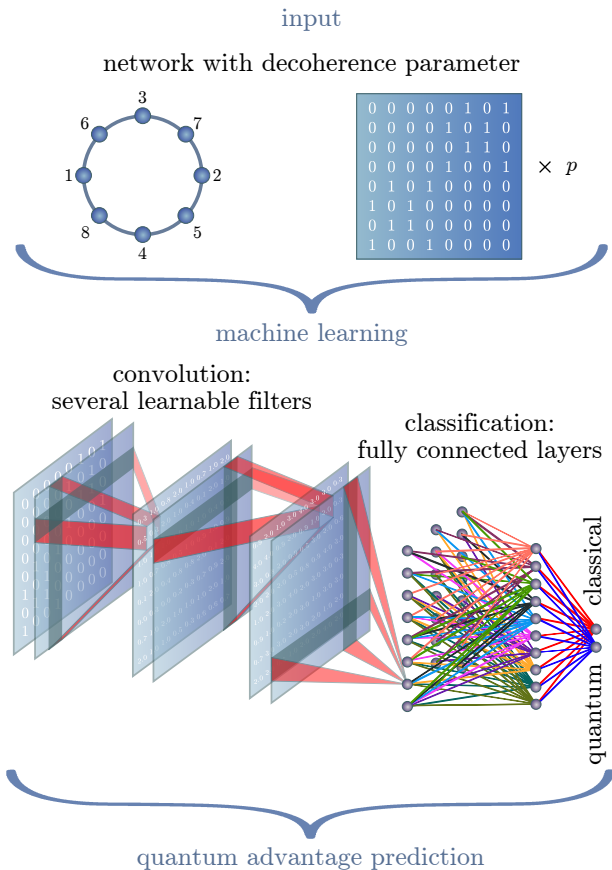 input
network with decoherence parameter
3
6
7
1
2
8
5
4
0 0 0 0 0 1 0 1
0 0 0 0 1 0 1 0
0 0 0 0 0 1 1 0
0 0 0 0 1 0 0 1
0 1 0 1 0 0 0 0
1 0 1 0 0 0 0 0
0 1 1 0 0 0 0 0
1 0 0 1 0 0 0 0
× p
machine learning
convolution:
several learnable filters
classification:
fully connected layers
classical
quantum
quantum advantage prediction